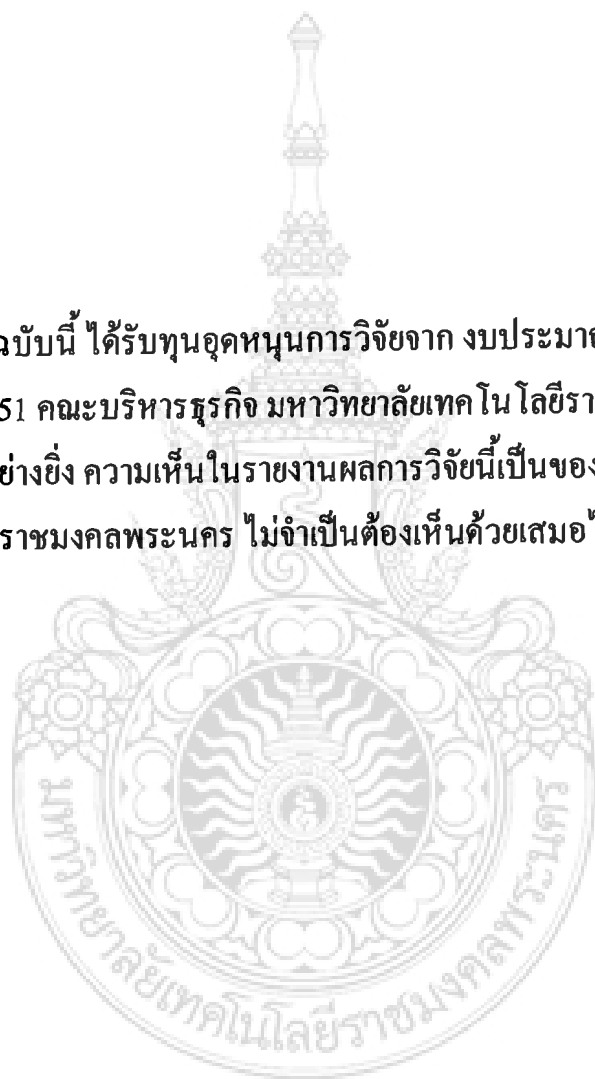 ฉบับนี้ ได้รับทุนอุดหนุนการวิจัยจาก งบประมาณ
51 คณะบริหารธุรกิจ มหาวิทยาลัยเทคโนโลยีรา
ย่างยิ่ง ความเห็นในรายงานผลการวิจัยนี้เป็นของ
ราชมงคลพระนคร ไม่จำเป็นต้องเห็นด้วยเสมอไ
มหาวิทยาลัยเทคโนโลยีราชมงคลพระนคร